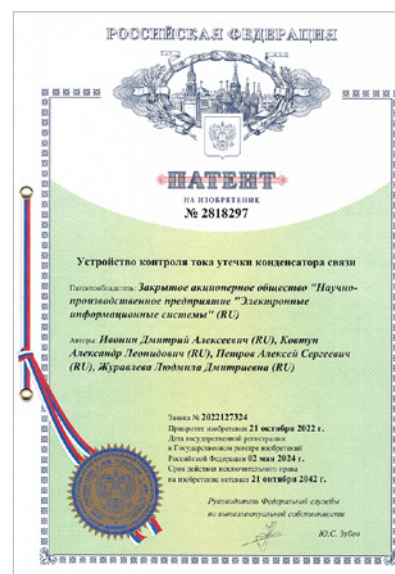 РОССИЙСКАЯ ФЕДЕРАЦИЯ
ПАТЕНТ
НА ИЗОБРЕТЕНИЕ
№ 2818297
Устройство контроля тока утечки конденсатора связи
Патентообладатель: Закрытое акционерное общество "Научно-
производственное предприятие "Электронные
информационные системы" (RU)
Авторы: Ивонин Дмитрий Алексеевич (RU), Ковтун
Александр Леонидович (RU), Петров Алексей Сергеевич
(RU), Журавлева Людмила Дмитриевна (RU)
Заявка № 2022127324
Приоритет изобретения 21 октября 2022 г.
Дата государственной регистрации
в Государственном реестре изобретений
Российской Федерации 02 мая 2024 г.
Срок действия исключительного права
на изобретение истекает 21 октября 2042 г.
Руководитель Федеральной службы
по интеллектуальной собственности
Ю.С. Зубов